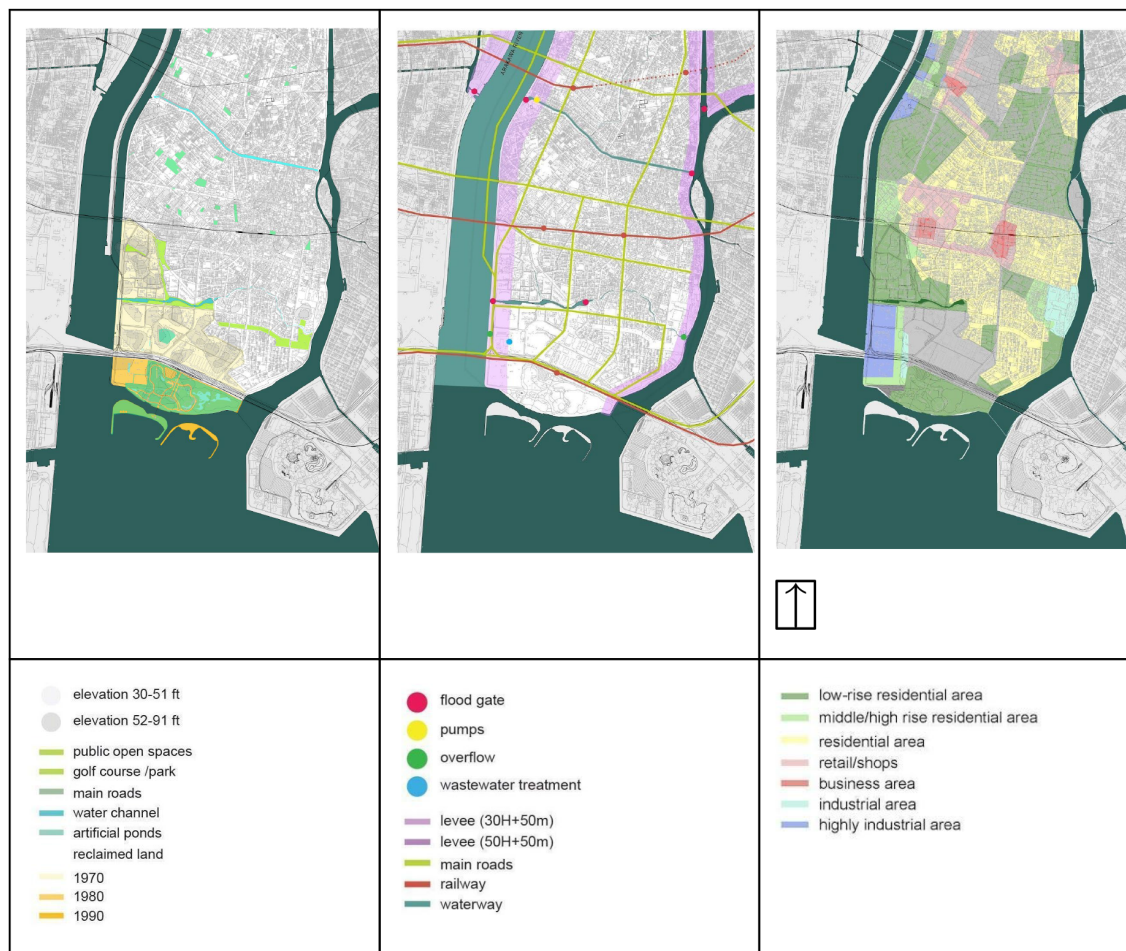 elevation 30-51 ft
elevation 52-91 ft
public open spaces
golf course /park
main roads
water channel
artificial ponds
reclaimed land
1970
1980
1990
flood gate
pumps
overflow
wastewater treatment
levee (30H+50m)
levee (50H+50m)
main roads
railway
waterway
low-rise residential area
middle/high rise residential area
residential area
retail/shops
business area
industrial area
highly industrial area